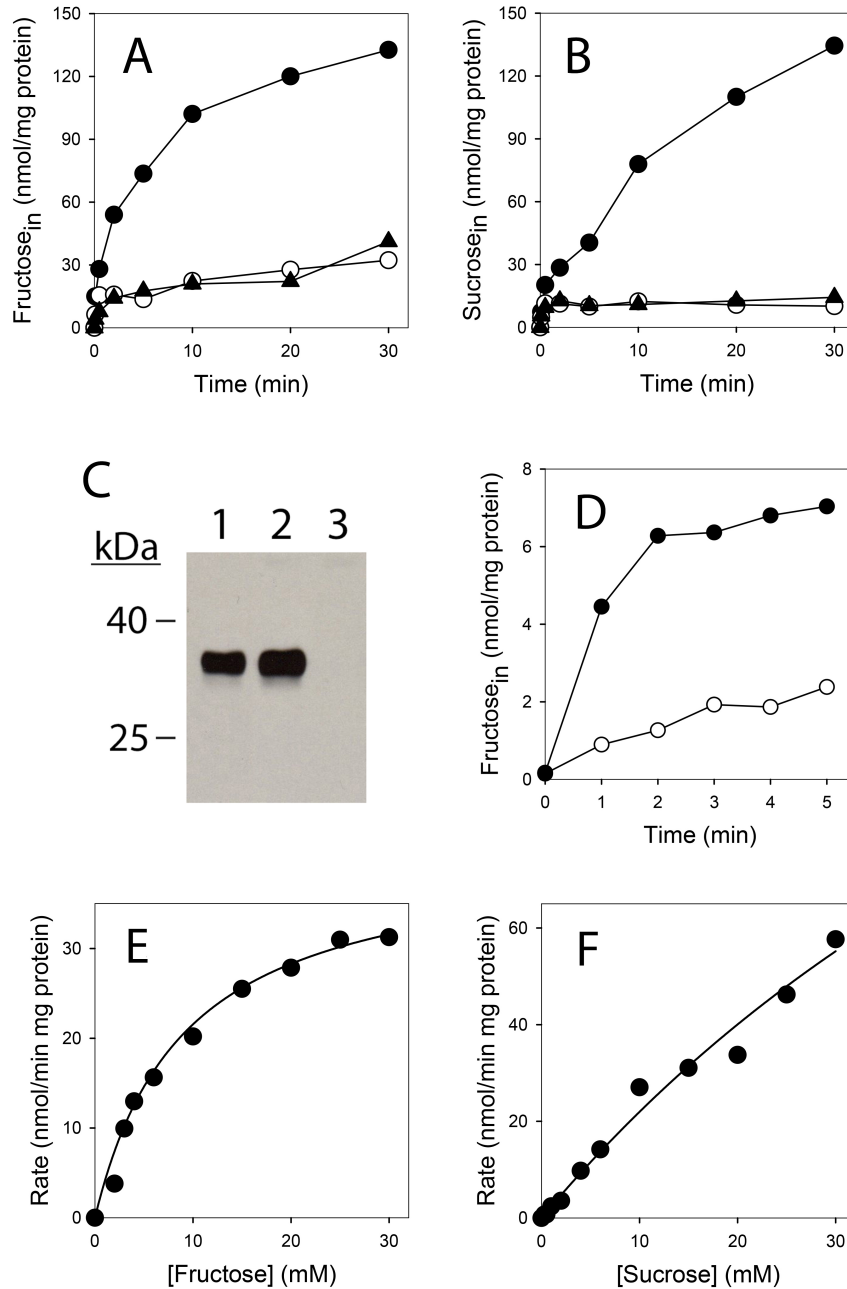 A
Fructosein (nmol/mg protein)
150
120
90
60
30
0
0 10 20 30
Time (min)
B
Sucrosein (nmol/mg protein)
150
120
90
60
30
0
0 10 20 30
Time (min)
C
1 2 3
kDa
40
25
D
Fructosein (nmol/mg protein)
8
6
4
2
0
0 1 2 3 4 5
Time (min)
E
Rate (nmol/min mg protein)
30
20
10
0
0 10 20 30
[Fructose] (mM)
F
Rate (nmol/min mg protein)
60
40
20
0
0 10 20 30
[Sucrose] (mM)